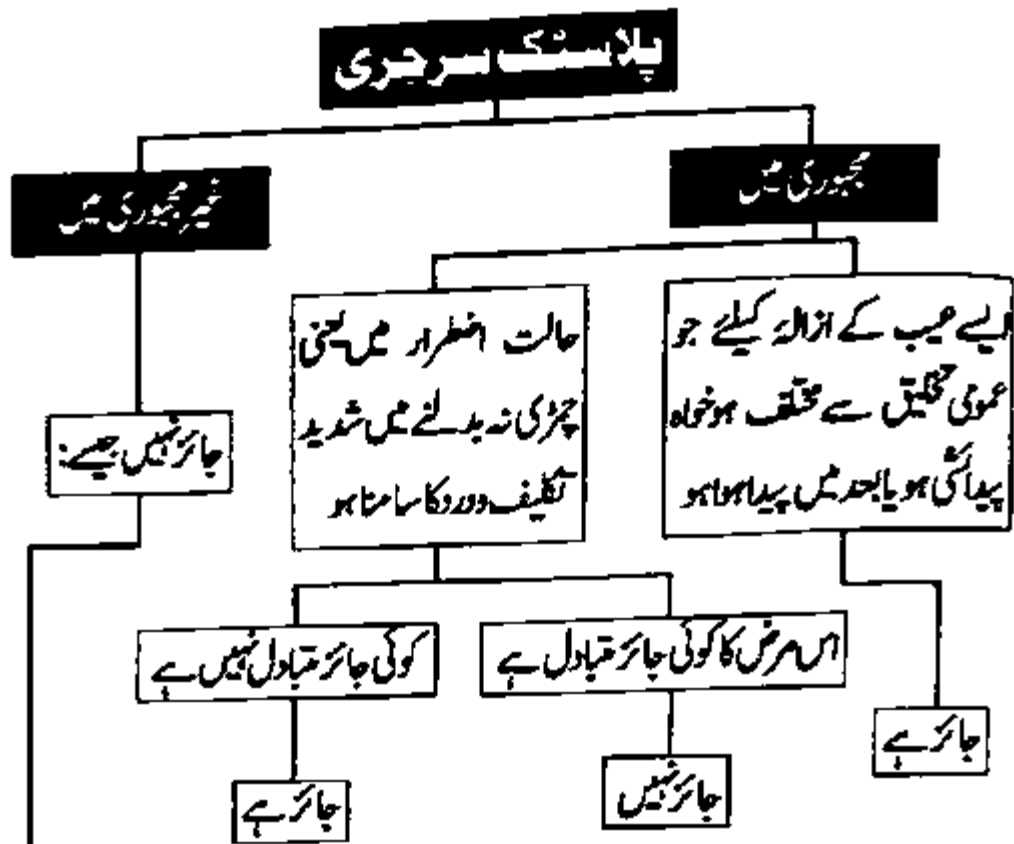 پلاسٹک سرجری
مجبوری میں
غیر مجبوری میں
ایسے عیب کے ازالۂ کیلئے جو
عمومی تخلیق سے مختلف ہو خواہ
پیدائشی ہو یا بعد میں پیدا ہوا ہو
حالت اضطرار میں یعنی
چمڑی نہ بدلنے میں شدید
تکلیف ودرد کا سامنا ہو
جائز نہیں جیسے:
اس مرض کا کوئی جائز متبادل ہے
کوئی جائز متبادل نہیں ہے
جائز ہے
جائز نہیں
جائز ہے